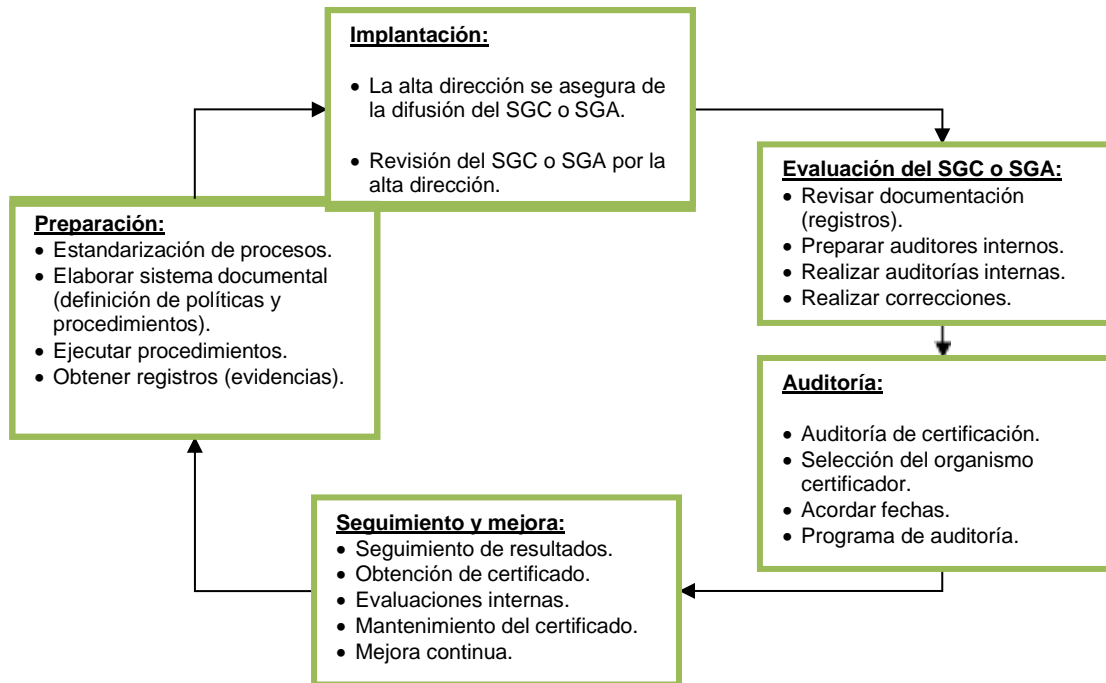 Implantación:
• La alta dirección se asegura de
la difusión del SGC o SGA.
• Revisión del SGC o SGA por la
alta dirección.
Evaluación del SGC o SGA:
• Revisar documentación
(registros).
• Preparar auditores internos.
• Realizar auditorías internas.
• Realizar correcciones.
Preparación:
• Estandarización de procesos.
• Elaborar sistema documental
(definición de políticas y
procedimientos).
• Ejecutar procedimientos.
• Obtener registros (evidencias).
Auditoría:
• Auditoría de certificación.
• Selección del organismo
certificador.
• Acordar fechas.
• Programa de auditoría.
Seguimiento y mejora:
• Seguimiento de resultados.
• Obtención de certificado.
• Evaluaciones internas.
• Mantenimiento del certificado.
• Mejora continua.